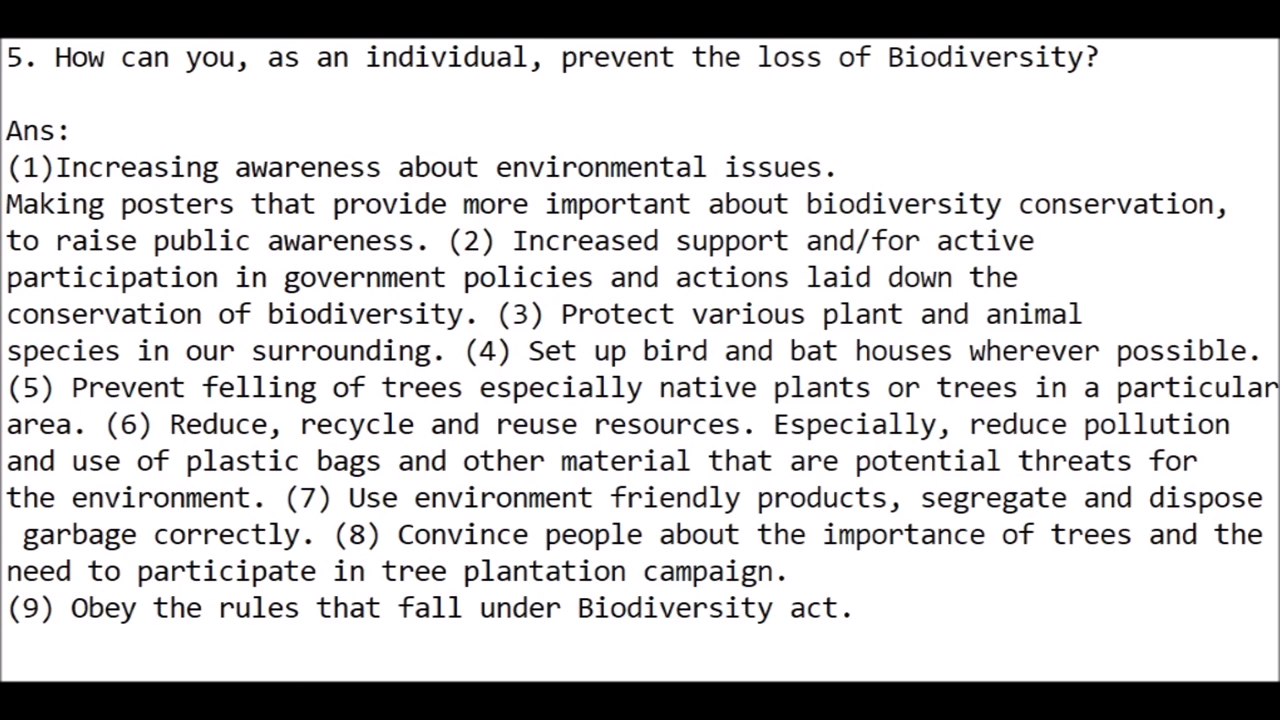 5. How can you, as an individual, prevent the loss of Biodiversity?
Ans:
(1)Increasing awareness about environmental issues.
Making posters that provide more important about biodiversity conservation,
to raise public awareness. (2) Increased support and/for active
participation in government policies and actions laid down the
conservation of biodiversity. (3) Protect various plant and animal
species in our surrounding. (4) Set up bird and bat houses wherever possible.
(5) Prevent felling of trees especially native plants or trees in a particular
area. (6) Reduce, recycle and reuse resources. Especially, reduce pollution
and use of plastic bags and other material that are potential threats for
the environment. (7) Use environment friendly products, segregate and dispose
garbage correctly. (8) Convince people about the importance of trees and the
need to participate in tree plantation campaign.
(9) Obey the rules that fall under Biodiversity act.